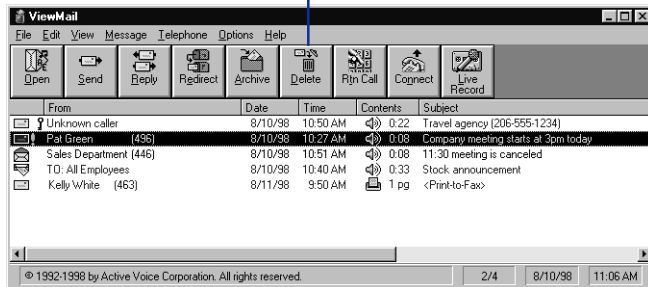 ViewMail
File Edit View Message Telephone Options Help
Open Send Reply Redirect Archive Delete Rtn Call Connect Live Record
From Date Time Contents Subject
Unknown caller 8/10/98 10:50 AM 0:22 Travel agency (206-555-1234)
Pat Green (496) 8/10/98 10:27 AM 0:08 Company meeting starts at 3pm today
Sales Department (446) 8/10/98 10:51 AM 0:08 11:30 meeting is canceled
TO: All Employees 8/10/98 10:40 AM 0:33 Stock announcement
Kelly White (463) 8/11/98 9:50 AM 1 pg <Print-to-Fax>
© 1992-1998 by Active Voice Corporation. All rights reserved. 2/4 8/10/98 11:06 AM